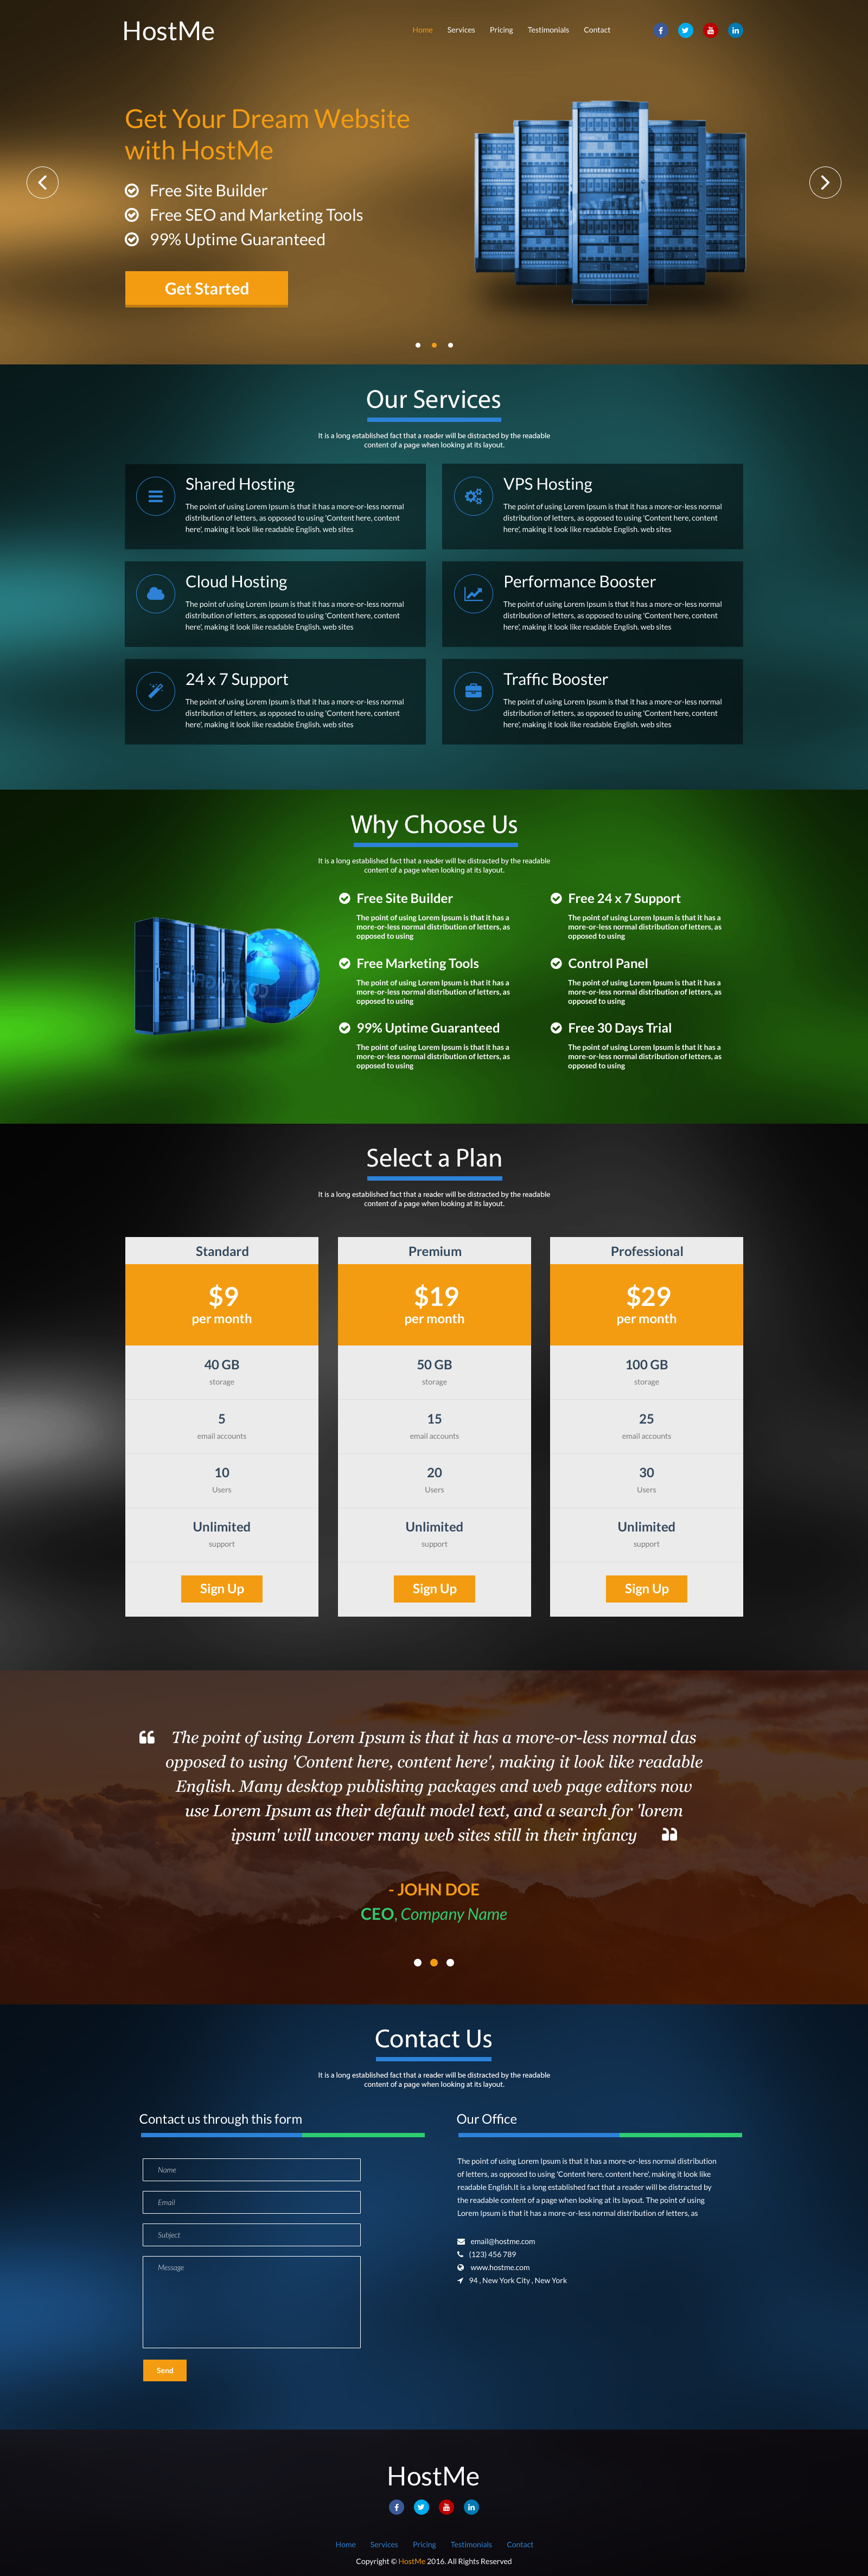 HostMe
Home Services Pricing Testimonials Contact
Get Your Dream Website
with HostMe
Free Site Builder
Free SEO and Marketing Tools
99% Uptime Guaranteed
Get Started
Our Services
It is a long established fact that a reader will be distracted by the readable
content of a page when looking at its layout.
Shared Hosting
The point of using Lorem Ipsum is that it has a more-or-less normal
distribution of letters, as opposed to using 'Content here, content
here', making it look like readable English. web sites
VPS Hosting
The point of using Lorem Ipsum is that it has a more-or-less normal
distribution of letters, as opposed to using 'Content here, content
here', making it look like readable English. web sites
Cloud Hosting
The point of using Lorem Ipsum is that it has a more-or-less normal
distribution of letters, as opposed to using 'Content here, content
here', making it look like readable English. web sites
Performance Booster
The point of using Lorem Ipsum is that it has a more-or-less normal
distribution of letters, as opposed to using 'Content here, content
here', making it look like readable English. web sites
24 x 7 Support
The point of using Lorem Ipsum is that it has a more-or-less normal
distribution of letters, as opposed to using 'Content here, content
here', making it look like readable English. web sites
Traffic Booster
The point of using Lorem Ipsum is that it has a more-or-less normal
distribution of letters, as opposed to using 'Content here, content
here', making it look like readable English. web sites
Why Choose Us
It is a long established fact that a reader will be distracted by the readable
content of a page when looking at its layout.
Free Site Builder
The point of using Lorem Ipsum is that it has a
more-or-less normal distribution of letters, as
opposed to using
Free 24 x 7 Support
The point of using Lorem Ipsum is that it has a
more-or-less normal distribution of letters, as
opposed to using
Free Marketing Tools
The point of using Lorem Ipsum is that it has a
more-or-less normal distribution of letters, as
opposed to using
Control Panel
The point of using Lorem Ipsum is that it has a
more-or-less normal distribution of letters, as
opposed to using
99% Uptime Guaranteed
The point of using Lorem Ipsum is that it has a
more-or-less normal distribution of letters, as
opposed to using
Free 30 Days Trial
The point of using Lorem Ipsum is that it has a
more-or-less normal distribution of letters, as
opposed to using
Select a Plan
It is a long established fact that a reader will be distracted by the readable
content of a page when looking at its layout.
Standard
$9
per month
40 GB
storage
5
email accounts
10
Users
Unlimited
support
Sign Up
Premium
$19
per month
50 GB
storage
15
email accounts
20
Users
Unlimited
support
Sign Up
Professional
$29
per month
100 GB
storage
25
email accounts
30
Users
Unlimited
support
Sign Up
The point of using Lorem Ipsum is that it has a more-or-less normal das
opposed to using 'Content here, content here', making it look like readable
English. Many desktop publishing packages and web page editors now
use Lorem Ipsum as their default model text, and a search for 'lorem
ipsum' will uncover many web sites still in their infancy
- JOHN DOE
CEO, Company Name
Contact Us
It is a long established fact that a reader will be distracted by the readable
content of a page when looking at its layout.
Contact us through this form
Name
Email
Subject
Message
Send
Our Office
The point of using Lorem Ipsum is that it has a more-or-less normal distribution
of letters, as opposed to using 'Content here, content here', making it look like
readable English.It is a long established fact that a reader will be distracted by
the readable content of a page when looking at its layout. The point of using
Lorem Ipsum is that it has a more-or-less normal distribution of letters, as
email@hostme.com
(123) 456 789
www.hostme.com
94 , New York City , New York
HostMe
Home Services Pricing Testimonials Contact
Copyright © HostMe 2016. All Rights Reserved